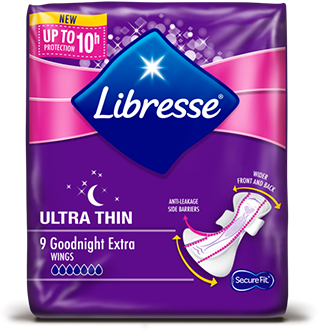 NEW
UP TO
PROTECTION
10h
Libresse®
ULTRA THIN
9 Goodnight Extra
WINGS
ANTI-LEAKAGE
SIDE BARRIERS
WIDER
FRONT AND BACK
SecureFit™